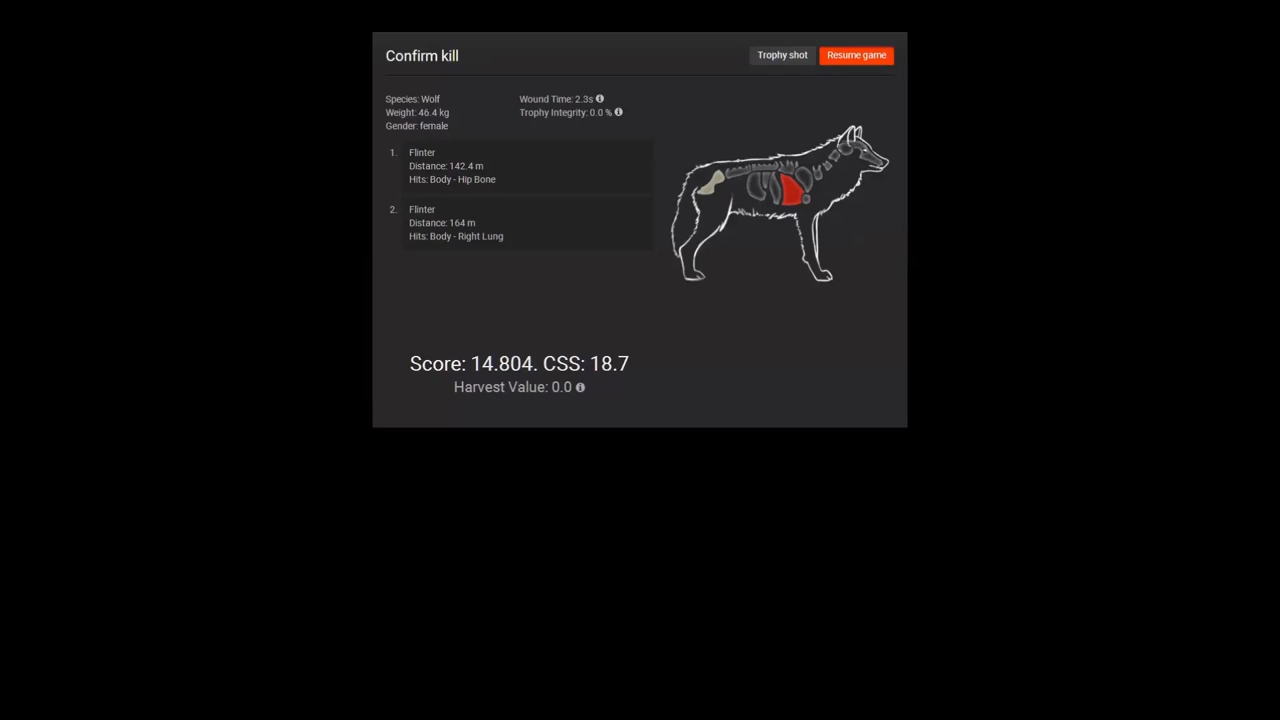 Confirm kill
Trophy shot
Resume game
Species: Wolf
Weight: 46.4 kg
Gender: female
Wound Time: 2.3s
Trophy Integrity: 0.0 %
1. Flinter
Distance: 142.4 m
Hits: Body - Hip Bone
2. Flinter
Distance: 164 m
Hits: Body - Right Lung
Score: 14.804. CSS: 18.7
Harvest Value: 0.0